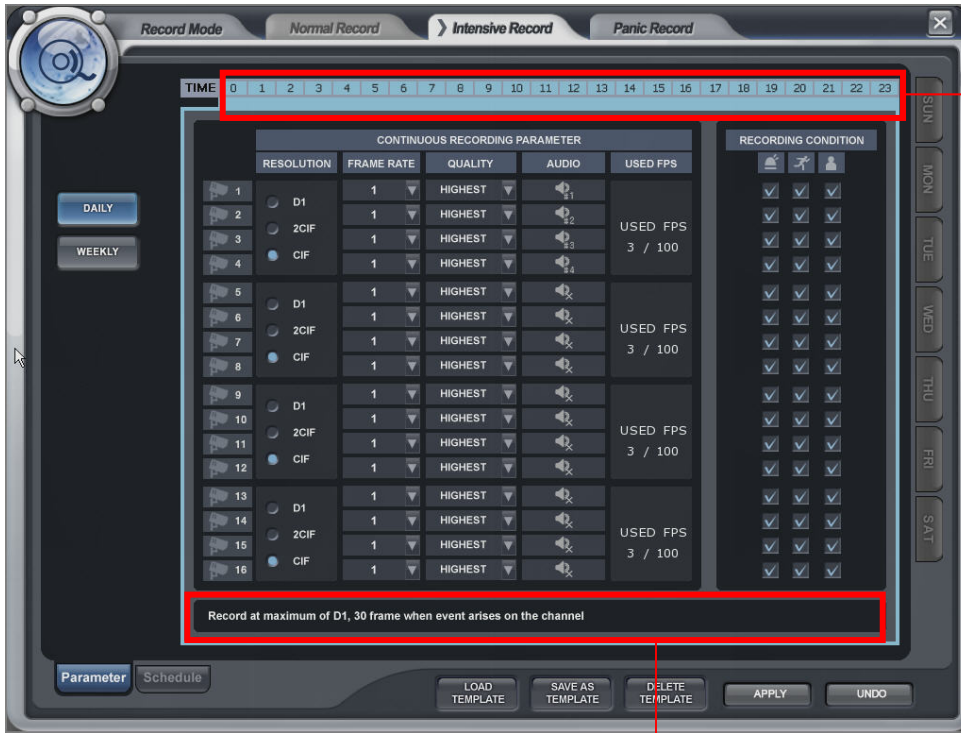 Record Mode Normal Record Intensive Record Panic Record
TIME 0 1 2 3 4 5 6 7 8 9 10 11 12 13 14 15 16 17 18 19 20 21 22 23
CONTINUOUS RECORDING PARAMETER RECORDING CONDITION
RESOLUTION FRAME RATE QUALITY AUDIO USED FPS
DAILY
WEEKLY
1 1 HIGHEST 1
D1
2 1 HIGHEST 2
2CIF
3 1 HIGHEST 3
CIF
4 1 HIGHEST 4
USED FPS
3 / 100
5 1 HIGHEST
D1
6 1 HIGHEST
2CIF
7 1 HIGHEST
CIF
8 1 HIGHEST
USED FPS
3 / 100
9 1 HIGHEST
D1
10 1 HIGHEST
2CIF
11 1 HIGHEST
CIF
12 1 HIGHEST
USED FPS
3 / 100
13 1 HIGHEST
D1
14 1 HIGHEST
2CIF
15 1 HIGHEST
CIF
16 1 HIGHEST
USED FPS
3 / 100
SUN
MON
TUE
WED
THU
FRI
SAT
Record at maximum of D1, 30 frame when event arises on the channel
Parameter Schedule
LOAD
TEMPLATE
SAVE AS
TEMPLATE
DELETE
TEMPLATE
APPLY
UNDO